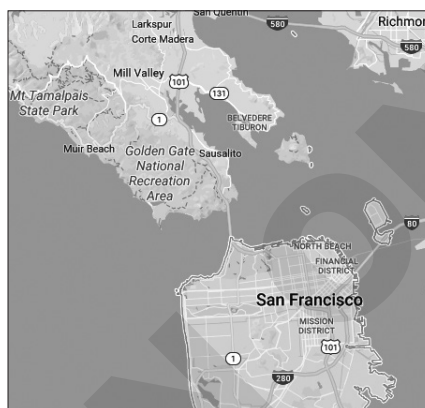 San Quentin
Larkspur
580
Richmo
Corte Madera
580
Mill Valley
101
131
Mt Tamalpais
State Park
1
BELVEDERE
TIBURON
Muir Beach
Golden Gate
National
Recreation
Area
Sausalito
80
NORTH BEACH
FINANCIAL
DISTRICT
San Francisco
MISSION
DISTRICT
101
1
280